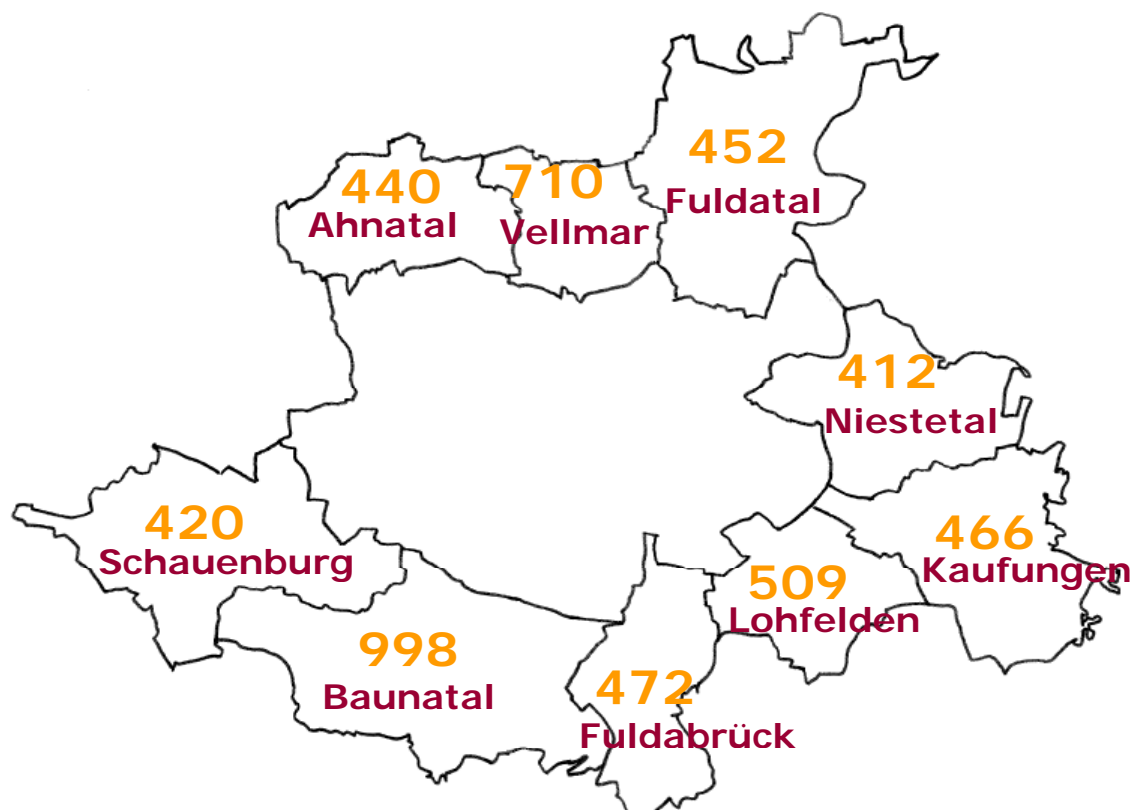 452
Fuldatal
710
Vellmar
440
Ahnatal
412
Niestetal
420
Schauenburg
466
Kaufungen
509
Lohfelden
998
Baunatal
472
Fuldabrück